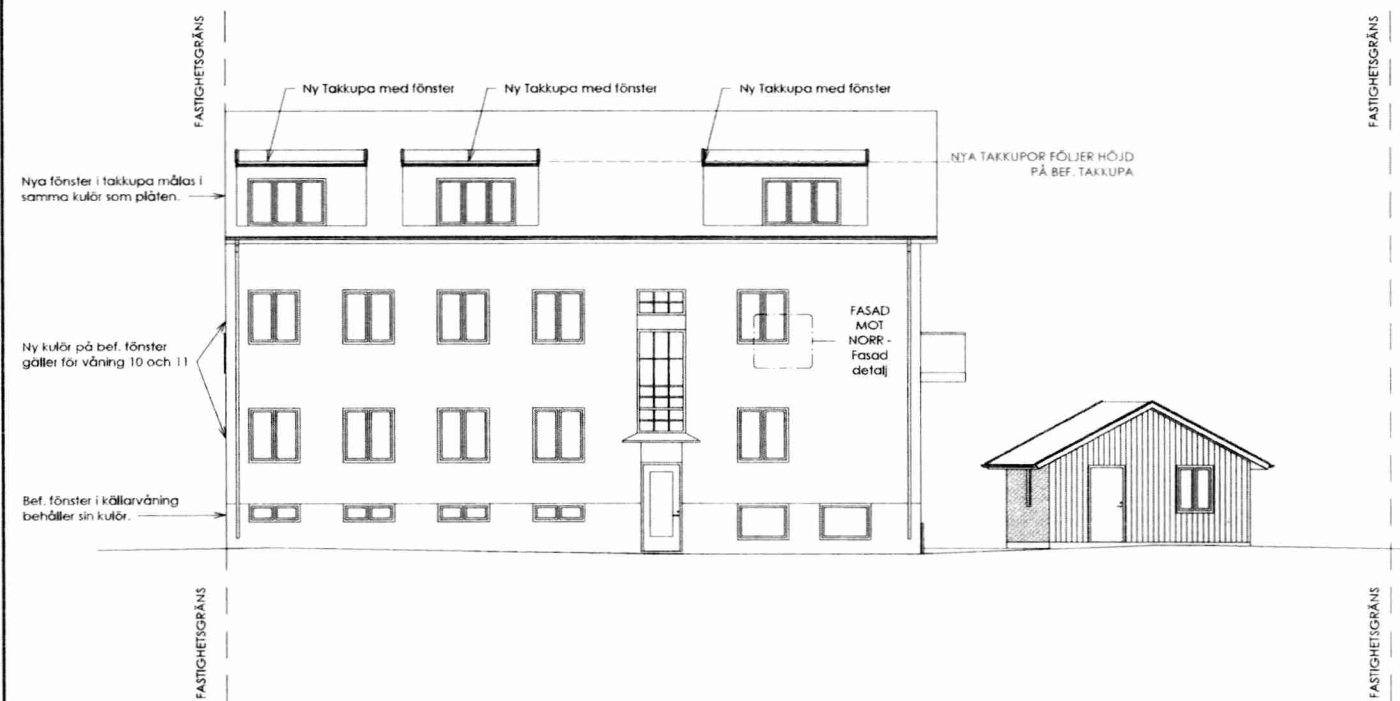 FASTIGHETSGRÄNS
FASTIGHETSGRÄNS
Ny Takkupa med fönster
Ny Takkupa med fönster
Ny Takkupa med fönster
NYA TAKKUPOR FÖLJER HÖJD
PÅ BEF. TAKKUPA
Nya fönster i takkupa målas i
samma kulör som plåten.
Ny kulör på bef. fönster
gäller för våning 10 och 11
FASAD
MOT
NORR -
Fasad
detalj
Bef. fönster i källarvåning
behåller sin kulör.
FASTIGHETSGRÄNS
FASTIGHETSGRÄNS